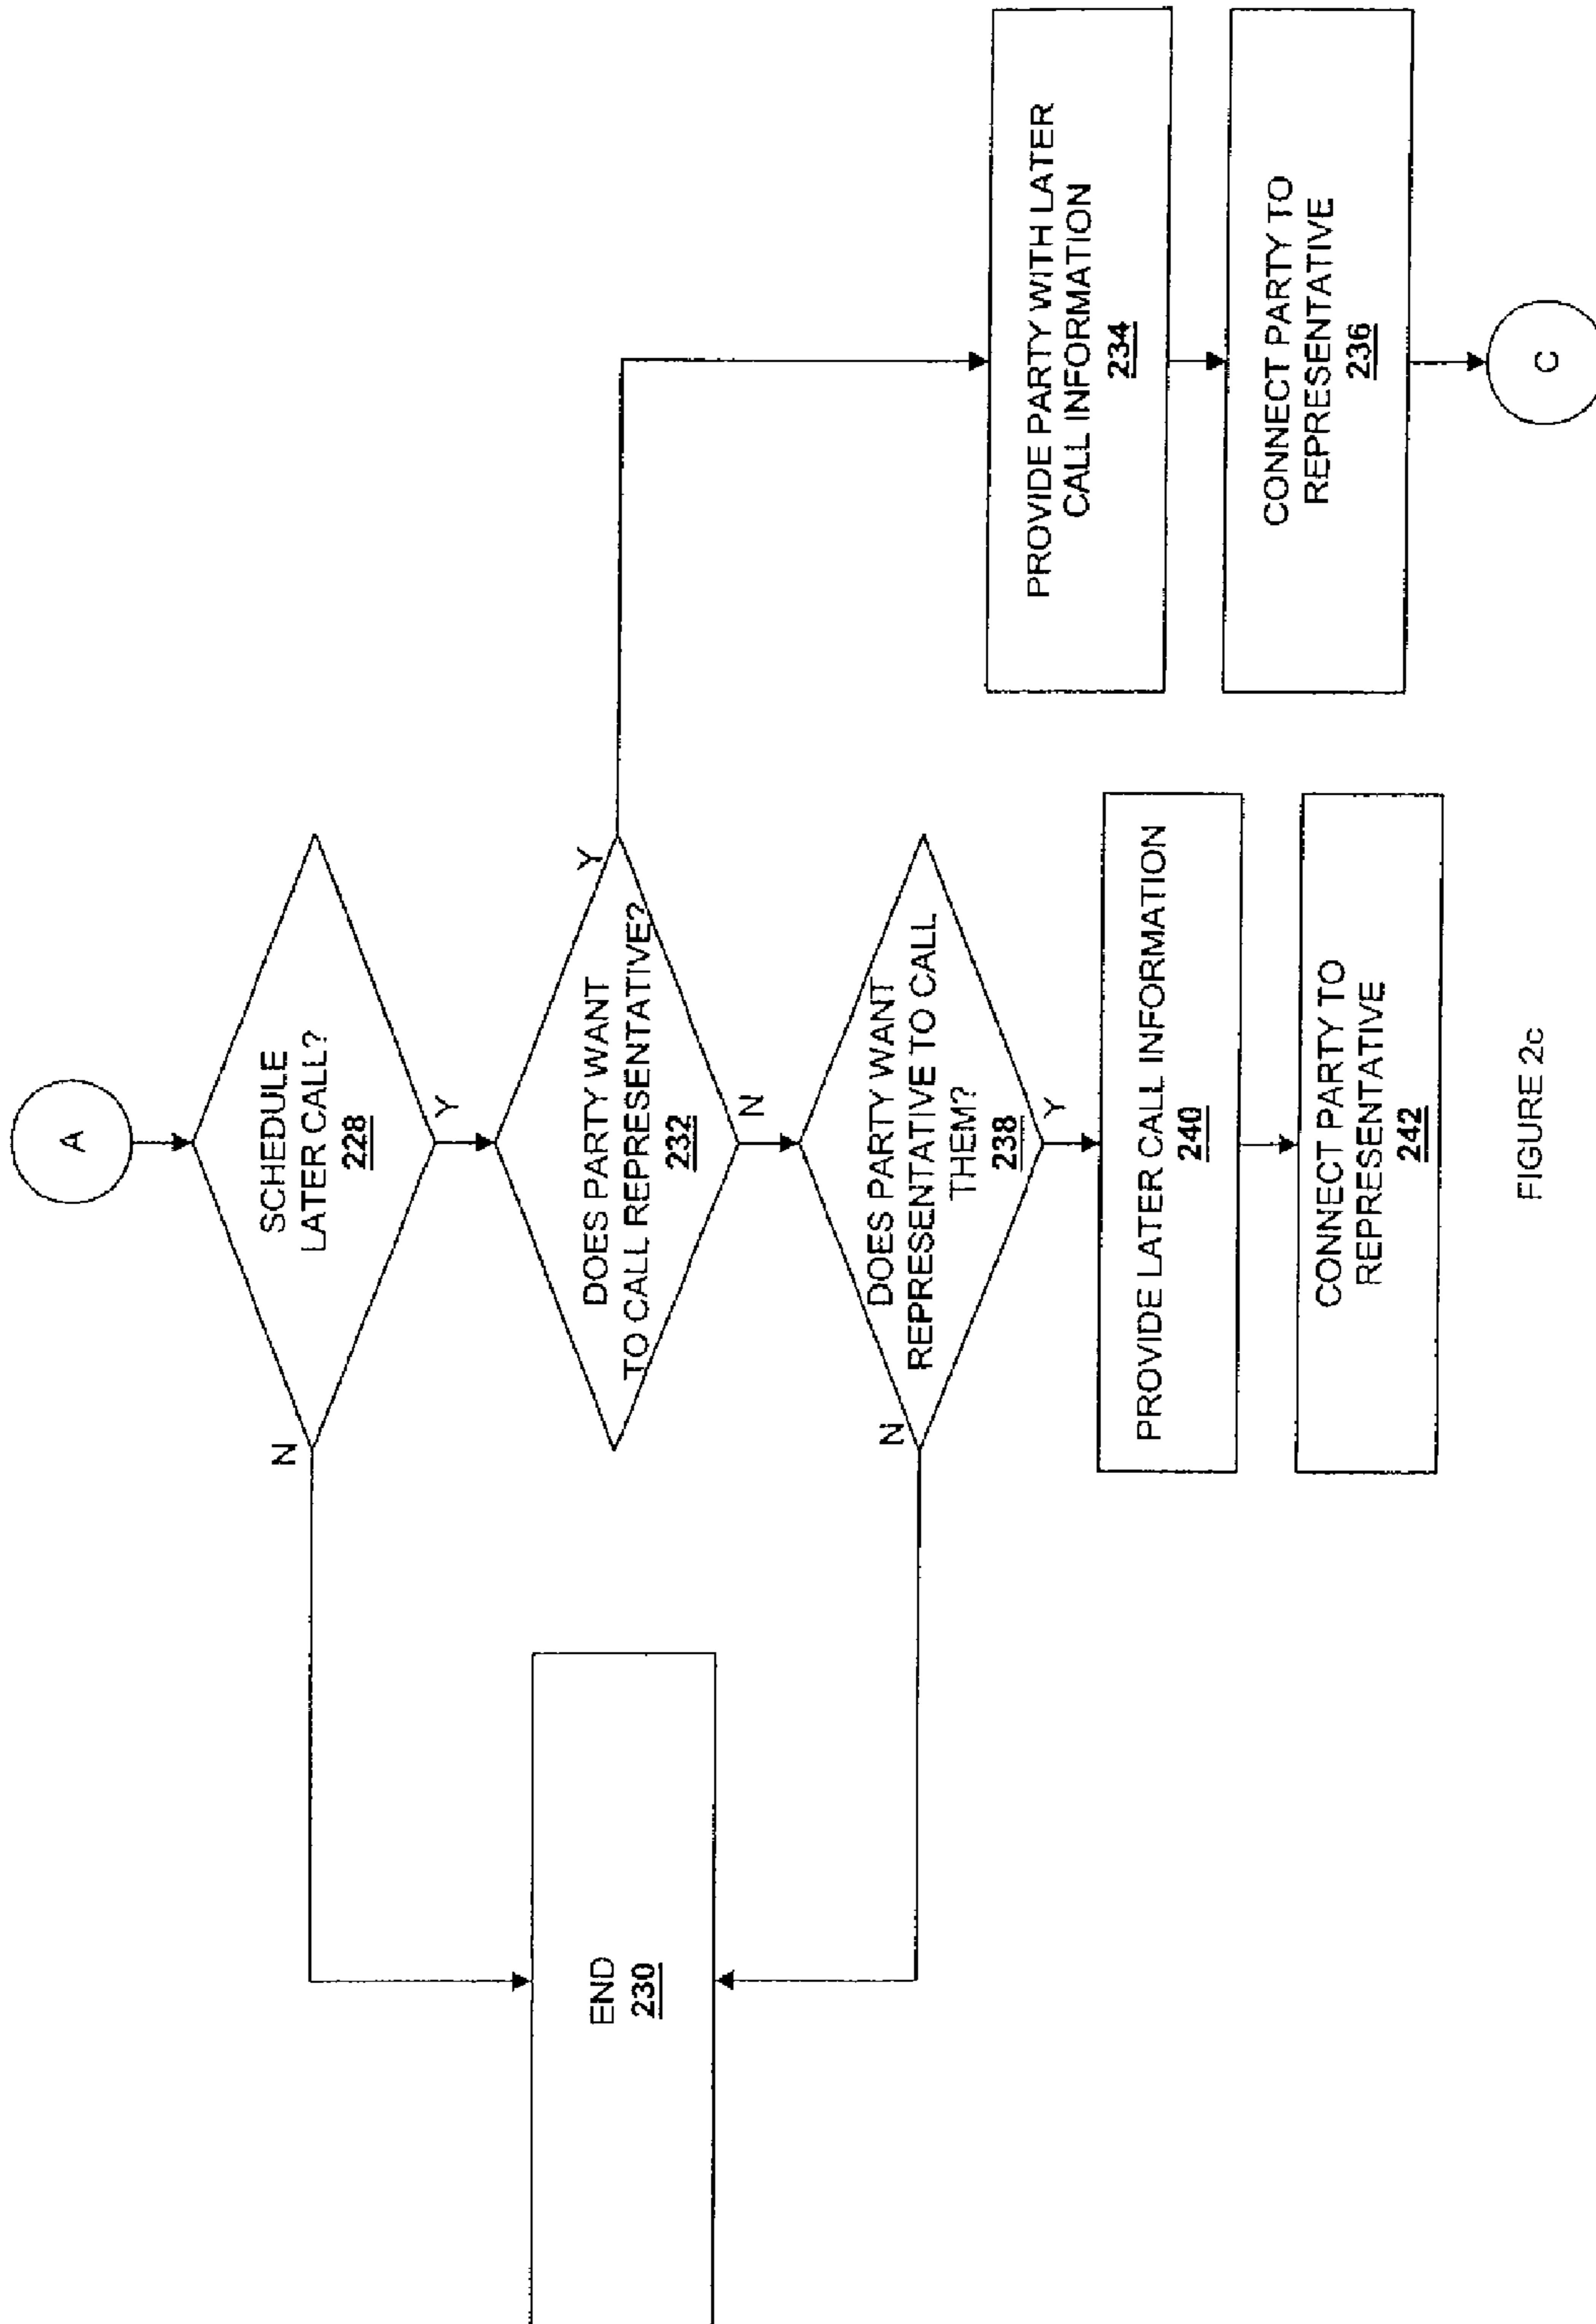 A
SCHEDULE
LATER CALL?
228
N
Y
DOES PARTY WANT
TO CALL REPRESENTATIVE?
232
Y
N
END
230
DOES PARTY WANT
REPRESENTATIVE TO CALL
THEM?
238
N
Y
PROVIDE PARTY WITH LATER
CALL INFORMATION
234
PROVIDE LATER CALL INFORMATION
240
CONNECT PARTY TO
REPRESENTATIVE
236
CONNECT PARTY TO
REPRESENTATIVE
242
C
FIGURE 2c